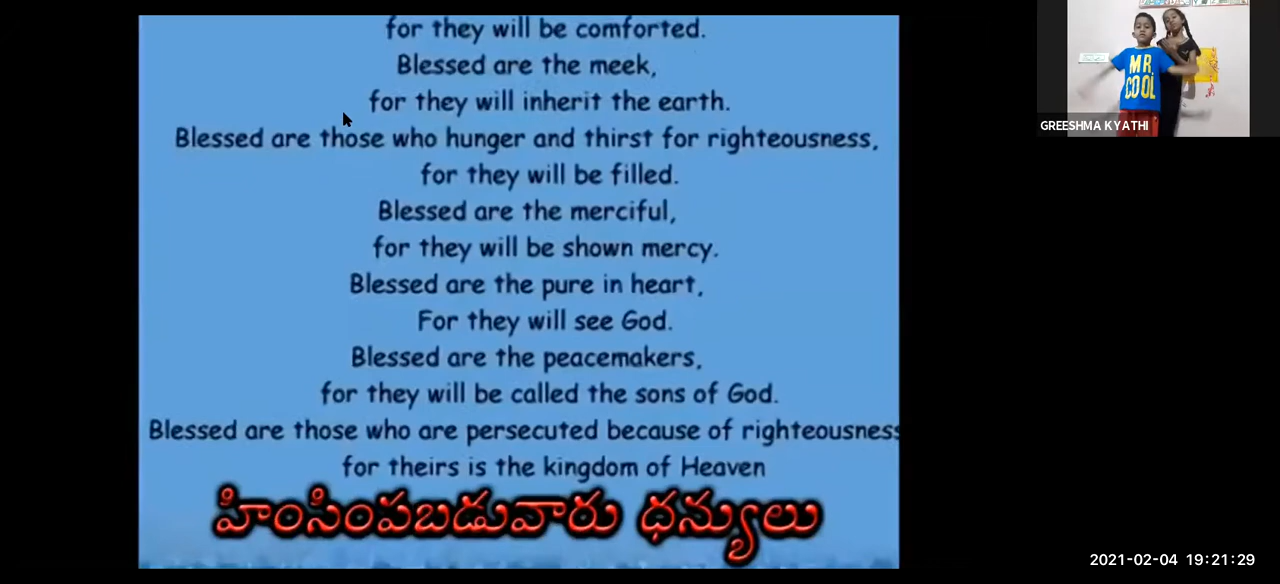 for they will be comforted.
Blessed are the meek,
for they will inherit the earth.
Blessed are those who hunger and thirst for righteousness,
for they will be filled.
Blessed are the merciful,
for they will be shown mercy.
Blessed are the pure in heart,
For they will see God.
Blessed are the peacemakers,
for they will be called the sons of God.
Blessed are those who are persecuted because of righteousness
for theirs is the kingdom of Heaven
హింసింపబడువారు ధన్యులు
MR.
COOL
GREESHMA KYATHI
2021-02-04 19:21:29